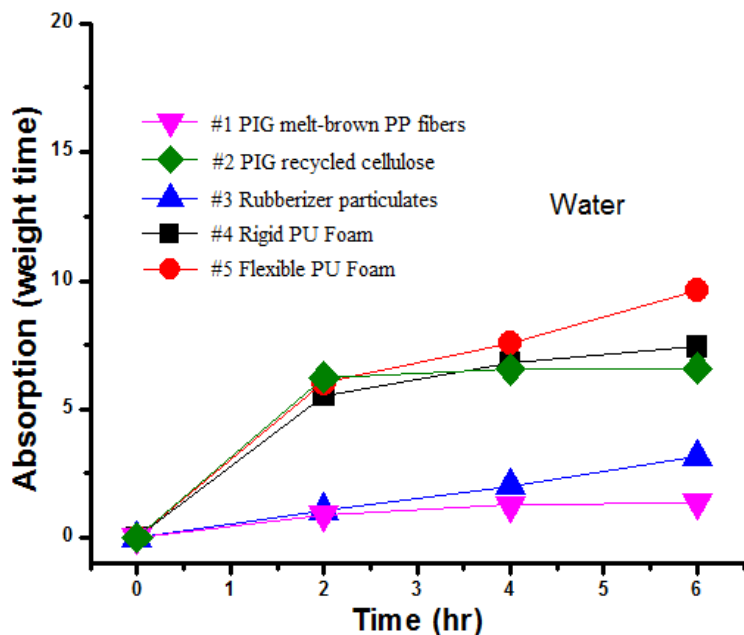 20
15
10
5
0
Absorption (weight time)
#1 PIG melt-brown PP fibers
#2 PIG recycled cellulose
#3 Rubberizer particulates
#4 Rigid PU Foam
#5 Flexible PU Foam
Water
0 1 2 3 4 5 6
Time (hr)